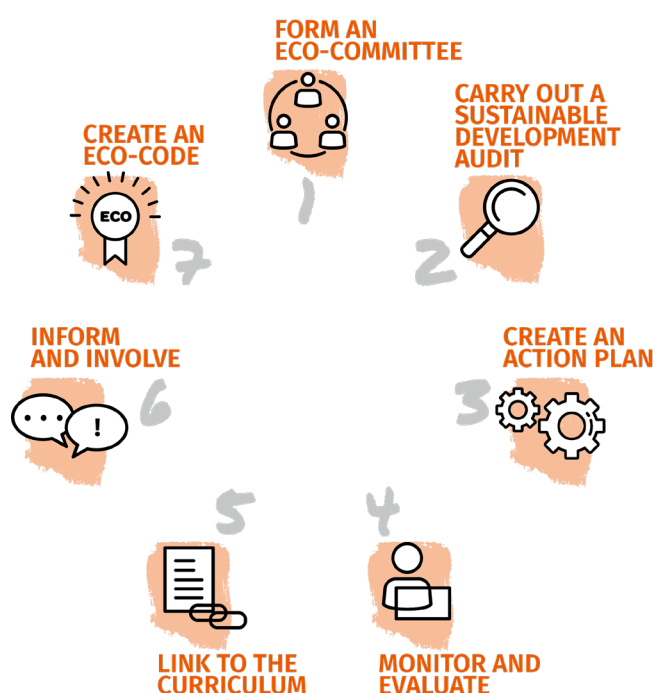 FORM AN
ECO-COMMITTEE
1
CARRY OUT A
SUSTAINABLE
DEVELOPMENT
AUDIT
2
CREATE AN
ACTION PLAN
3
4
MONITOR AND
EVALUATE
5
LINK TO THE
CURRICULUM
INFORM
AND INVOLVE
6
...
!
CREATE AN
ECO-CODE
ECO
7